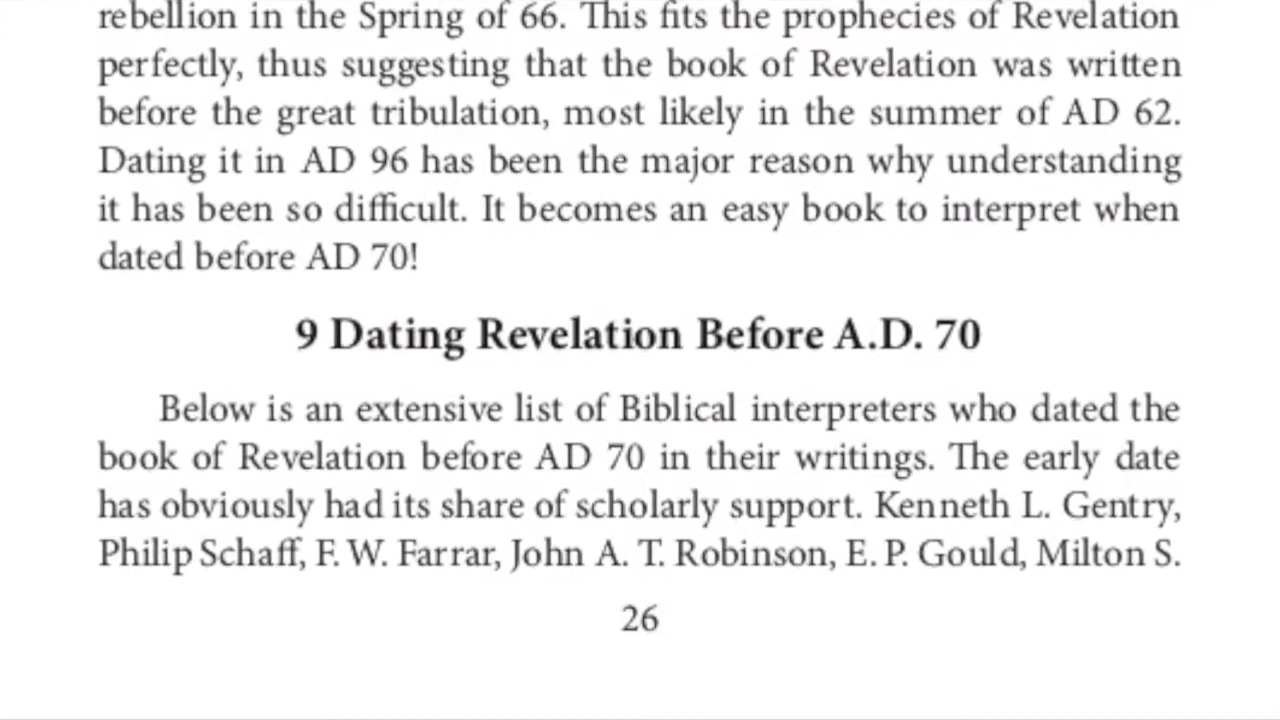 rebellion in the Spring of 66. This fits the prophecies of Revelation
perfectly, thus suggesting that the book of Revelation was written
before the great tribulation, most likely in the summer of AD 62.
Dating it in AD 96 has been the major reason why understanding
it has been so difficult. It becomes an easy book to interpret when
dated before AD 70!
9 Dating Revelation Before A.D. 70
Below is an extensive list of Biblical interpreters who dated the
book of Revelation before AD 70 in their writings. The early date
has obviously had its share of scholarly support. Kenneth L. Gentry,
Philip Schaff, F. W. Farrar, John A. T. Robinson, E. P. Gould, Milton S.
26